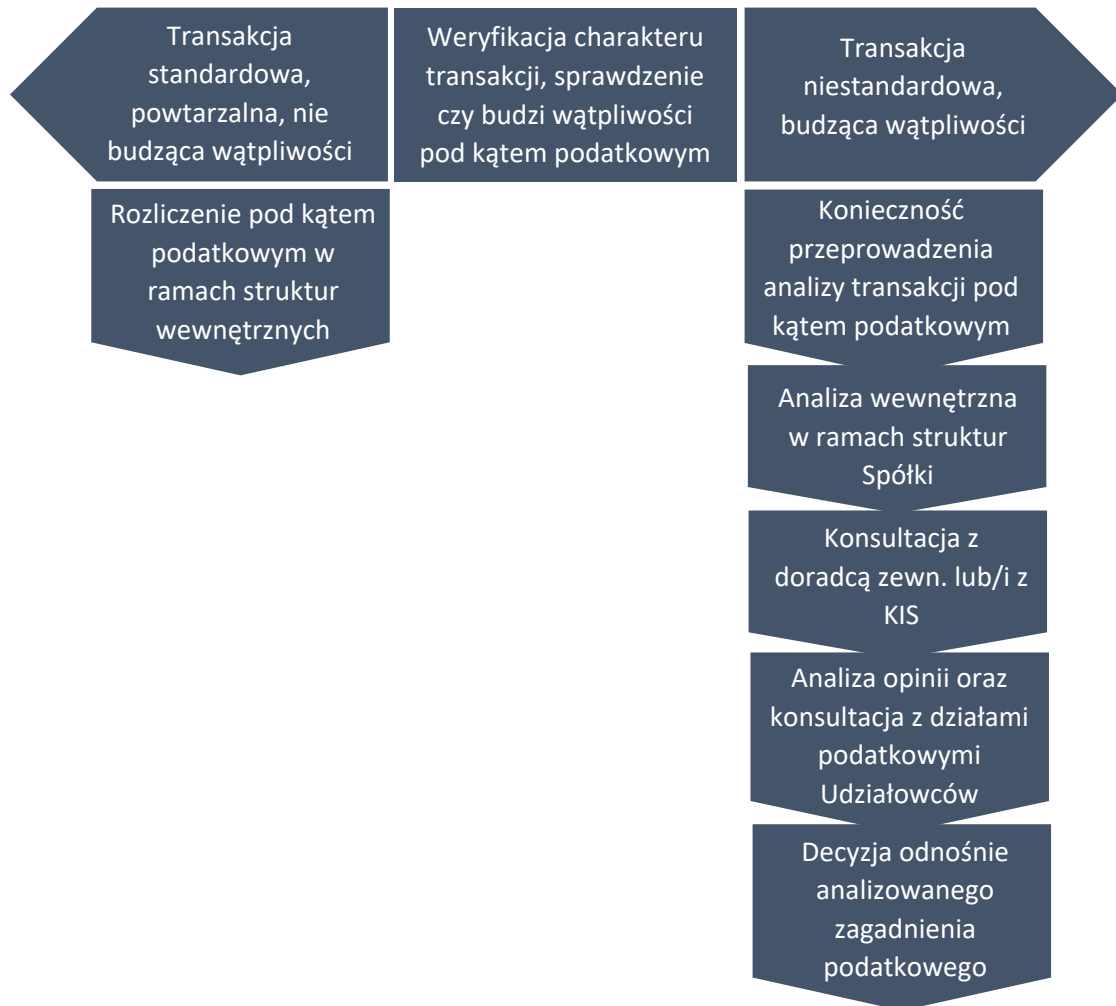 Transakcja
standardowa,
powtarzalna, nie
budząca wątpliwości
Weryfikacja charakteru
transakcji, sprawdzenie
czy budzi wątpliwości
pod kątem podatkowym
Transakcja
niestandardowa,
budząca wątpliwości
Rozliczenie pod kątem
podatkowym w
ramach struktur
wewnętrznych
Konieczność
przeprowadzenia
analizy transakcji pod
kątem podatkowym
Analiza wewnętrzna
w ramach struktur
Spółki
Konsultacja z
doradcą zewn. lub/i z
KIS
Analiza opinii oraz
konsultacja z działami
podatkowymi
Udziałowców
Decyzja odnośnie
analizowanego
zagadnienia
podatkowego